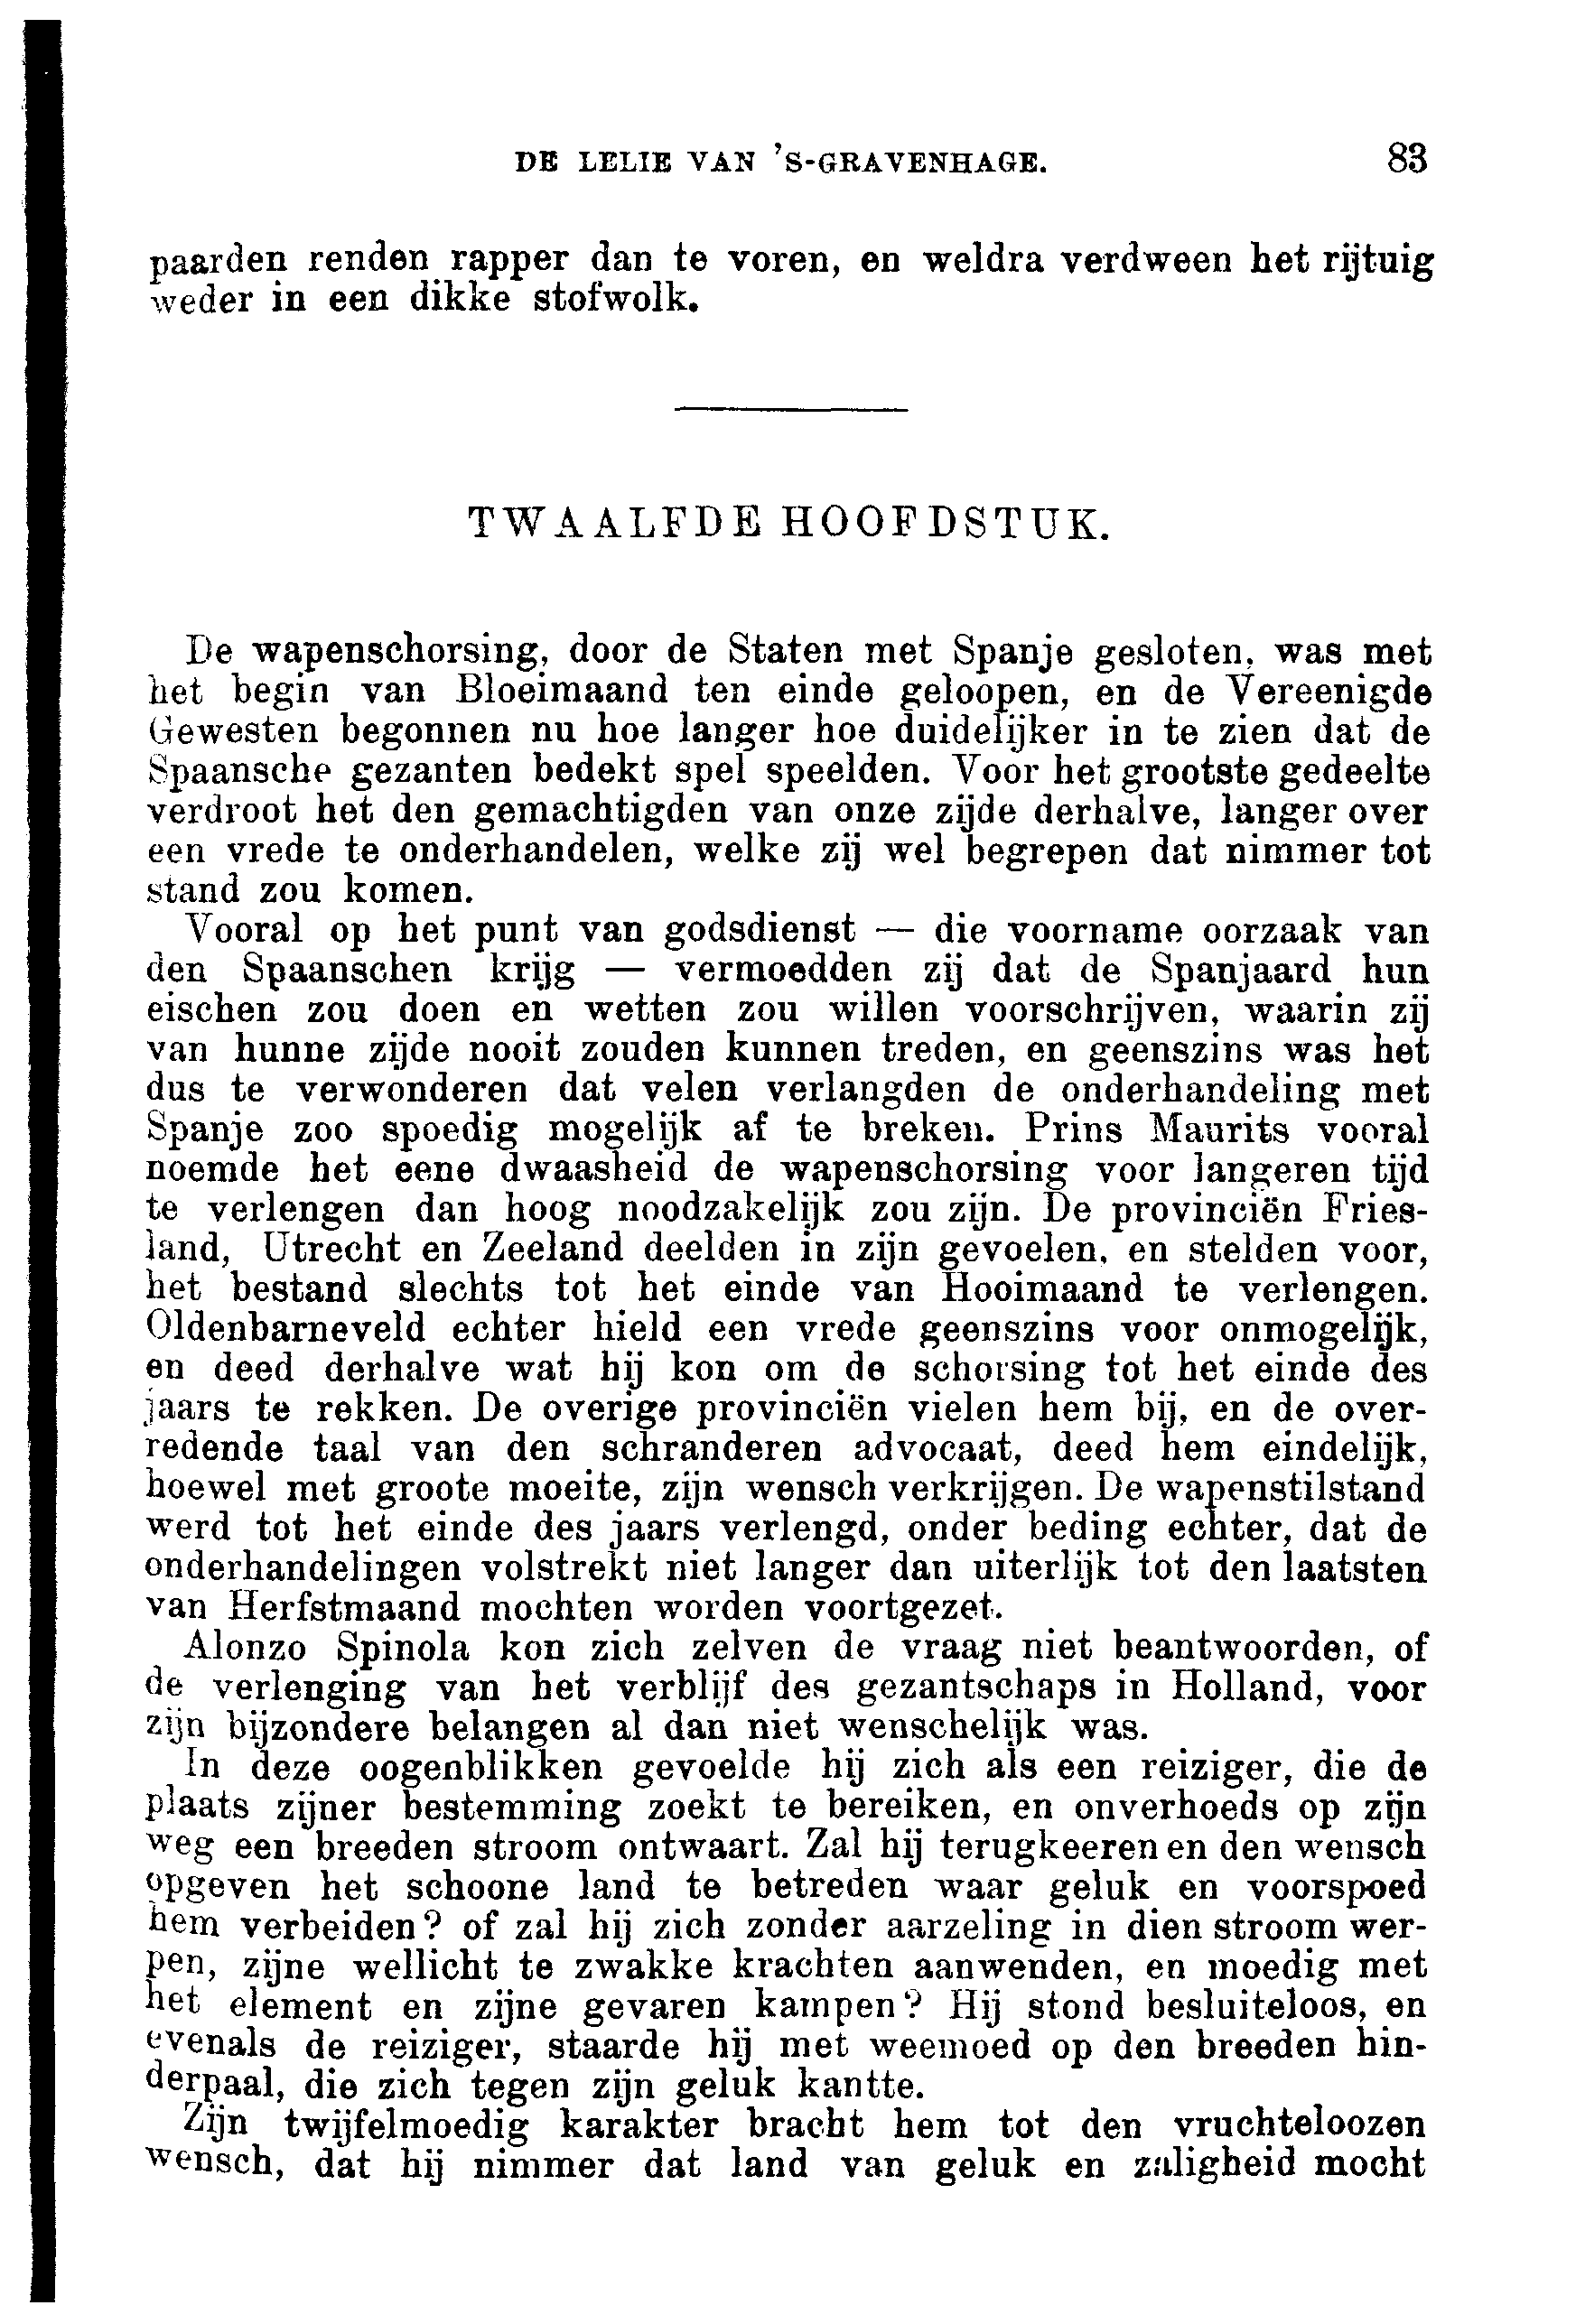 DE LELIE VAN 'S-GRAVENHAGE. 83
paarden renden rapper dan te voren, en weldra verdween het rijtuig
weder in een dikke stofwolk.
TWAALFDE HOOFDSTUK.
De wapenschorsing, door de Staten met Spanje gesloten, was met
het begin van Bloeimaand ten einde geloopen, en de Vereenigde
Gewesten begonnen nu hoe langer hoe duidelijker in te zien dat de
Spaansche gezanten bedekt spel speelden. Voor het grootste gedeelte
verdroot het den gemachtigden van onze zijde derhalve, langer over
een vrede te onderhandelen, welke zij wel begrepen dat nimmer tot
stand zou komen.
Vooral op het punt van godsdienst — die voorname oorzaak van
den Spaanschen krijg — vermoedden zij dat de Spanjaard hun
eischen zou doen en wetten zou willen voorschrijven, waarin zij
van hunne zijde nooit zouden kunnen treden, en geenszins was het
dus te verwonderen dat velen verlangden de onderhandeling met
Spanje zoo spoedig mogelijk af te breken. Prins Maurits vooral
noemde het eene dwaasheid de wapenschorsing voor langeren tijd
te verlengen dan hoog noodzakelijk zou zijn. De provinciën Fries-
land, Utrecht en Zeeland deelden in zijn gevoelen, en stelden voor,
het bestand slechts tot het einde van Hooimaand te verlengen.
Oldenbarneveld echter hield een vrede geenszins voor onmogelijk,
en deed derhalve wat hij kon om de schorsing tot het einde des
jaars te rekken. De overige provinciën vielen hem bij, en de over-
redende taal van den schranderen advocaat, deed hem eindelijk,
hoewel met groote moeite, zijn wensch verkrijgen. De wapenstilstand
werd tot het einde des jaars verlengd, onder beding echter, dat de
onderhandelingen volstrekt niet langer dan uiterlijk tot den laatsten
van Herfstmaand mochten worden voortgezet.
Alonzo Spinola kon zich zelven de vraag niet beantwoorden, of
de verlenging van het verblijf des gezantschaps in Holland, voor
zijn bijzondere belangen al dan niet wenschelijk was.
In deze oogenblikken gevoelde hij zich als een reiziger, die de
plaats zijner bestemming zoekt te bereiken, en onverhoeds op zijn
weg een breeden stroom ontwaart. Zal hij terugkeeren en den wensch
opgeven het schoone land te betreden waar geluk en voorspoed
hem verbeiden? of zal hij zich zonder aarzeling in dien stroom wer-
pen, zijne wellicht te zwakke krachten aanwenden, en moedig met
het element en zijne gevaren kampen? Hij stond besluiteloos, en
evenals de reiziger, staarde hij met weemoed op den breeden hin-
derpaal, die zich tegen zijn geluk kantte.
Zijn twijfelmoedig karakter bracht hem tot den vruchteloozen
wensch, dat hij nimmer dat land van geluk en zaligheid mocht